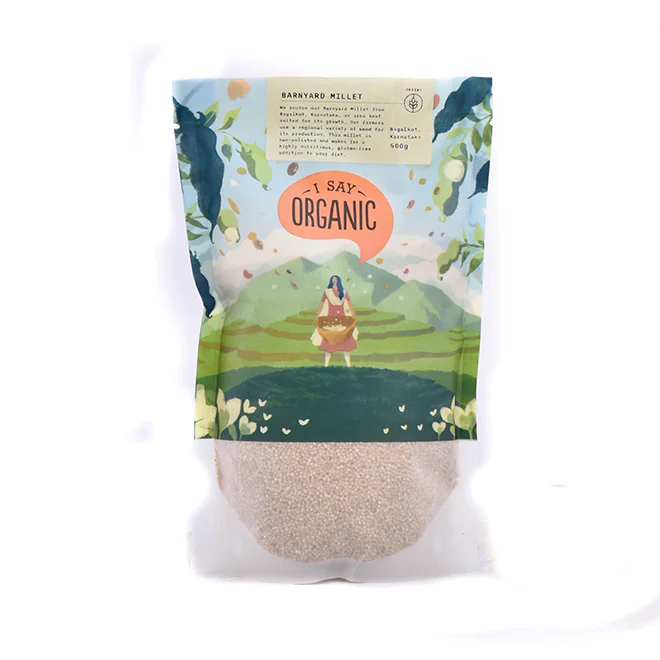 BARNYARD MILLET
We source our Barnyard Millet from
Bagalkot, Karnataka, an area best
suited for its growth. Our farmers
use a regional variety of seed for
its production. This millet is
non-polished and makes for a
highly nutritious, gluten-free
addition to your diet.
Bagalkot,
Karnataka
500g
I SAY
ORGANIC